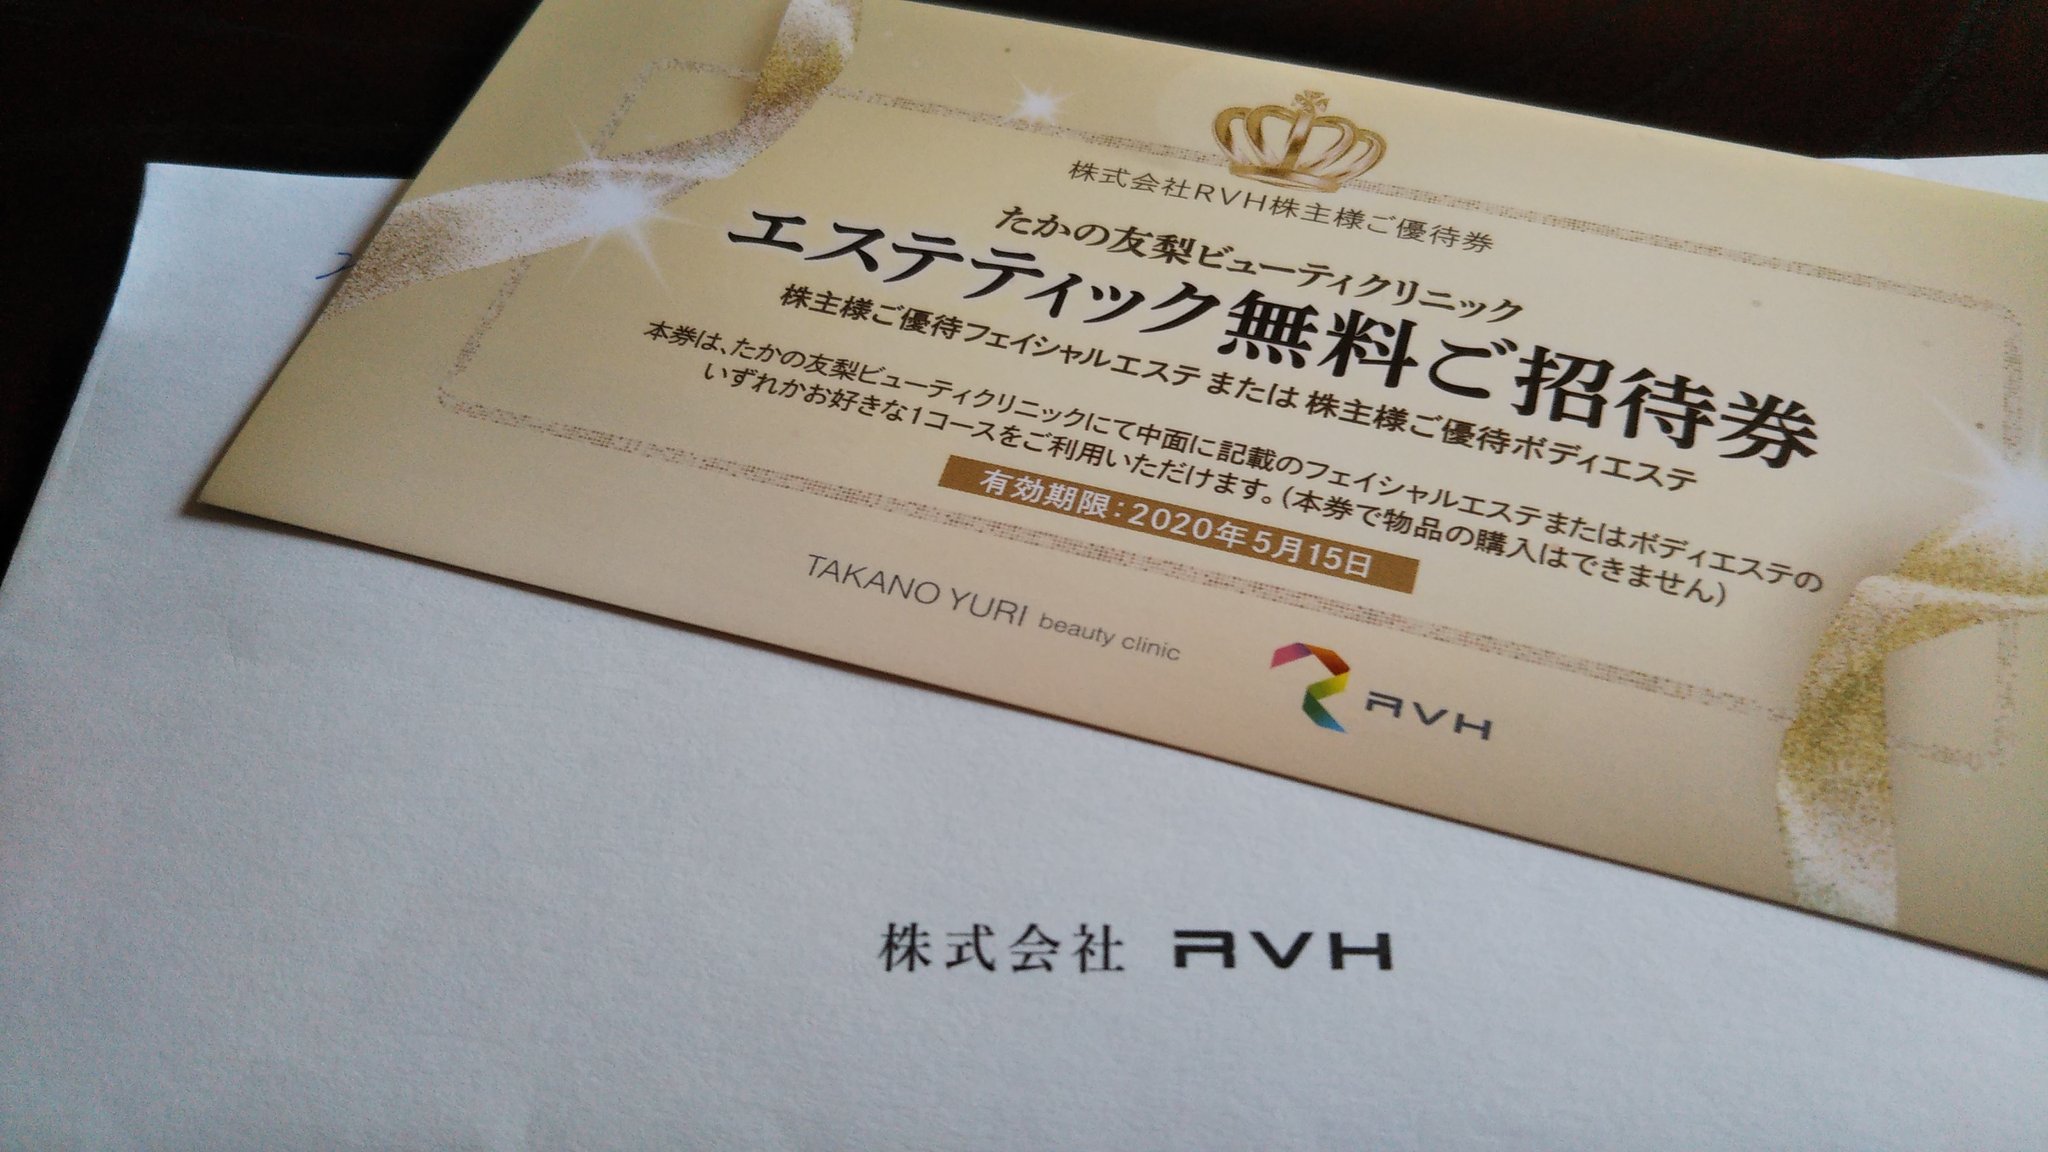 株式会社RVH株主様ご優待券
たかの友梨ビューティクリニック
エステティック無料ご招待券
株主様ご優待フェイシャルエステ または 株主様ご優待ボディエステ
本券は、たかの友梨ビューティクリニックにて中面に記載のフェイシャルエステまたはボディエステの
いずれかお好きな1コースをご利用いただけます。(本券で物品の購入はできません)
有効期限:2020年5月15日
TAKANO YURI beauty clinic
RVH
株式会社 RVH